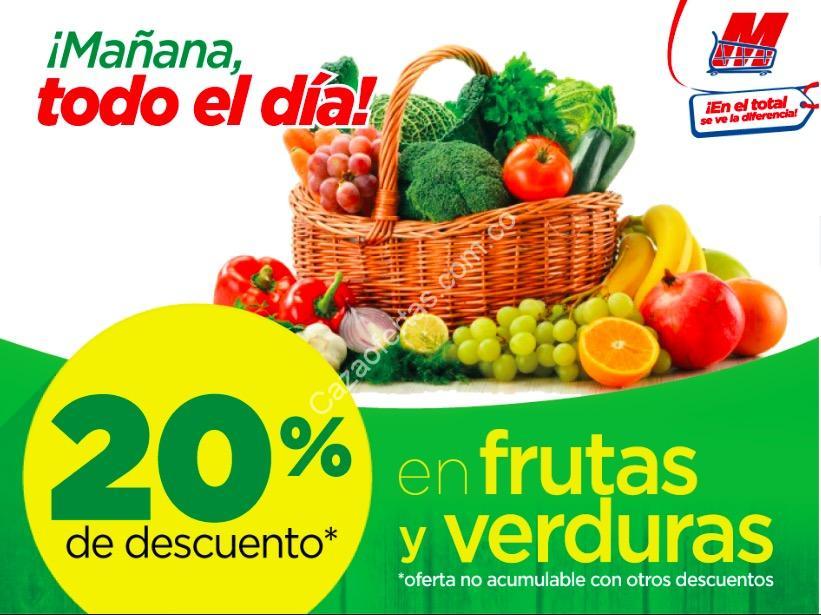 ¡Mañana,
todo el día!
M
¡En el total
se ve la diferencia!
Cazaofertas.com.co
20%
de descuento*
en frutas
y verduras
*oferta no acumulable con otros descuentos